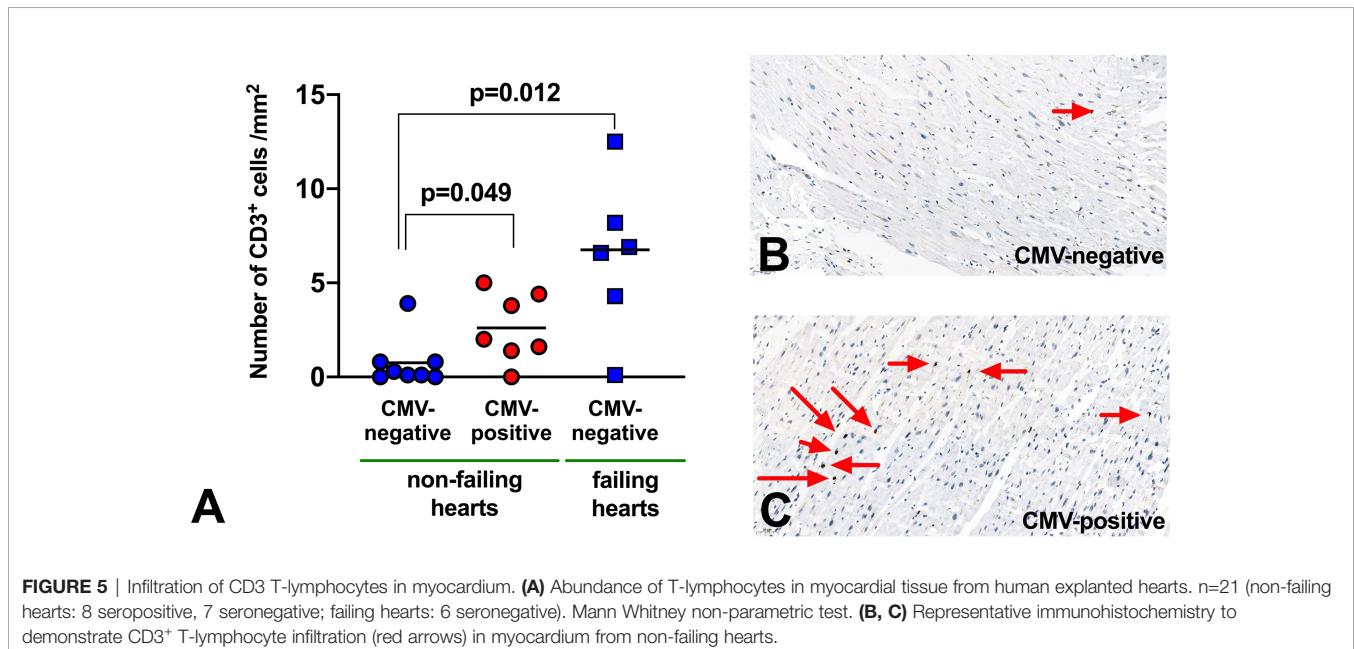 15
10
5
0
Number of CD3⁺ cells /mm²
p=0.012
p=0.049
CMV-
negative
CMV-
positive
CMV-
negative
non-failing
hearts
failing
hearts
A
B
CMV-negative
C
CMV-positive
FIGURE 5 | Infiltration of CD3 T-lymphocytes in myocardium. (A) Abundance of T-lymphocytes in myocardial tissue from human explanted hearts. n=21 (non-failing
hearts: 8 seropositive, 7 seronegative; failing hearts: 6 seronegative). Mann Whitney non-parametric test. (B, C) Representative immunohistochemistry to
demonstrate CD3⁺ T-lymphocyte infiltration (red arrows) in myocardium from non-failing hearts.